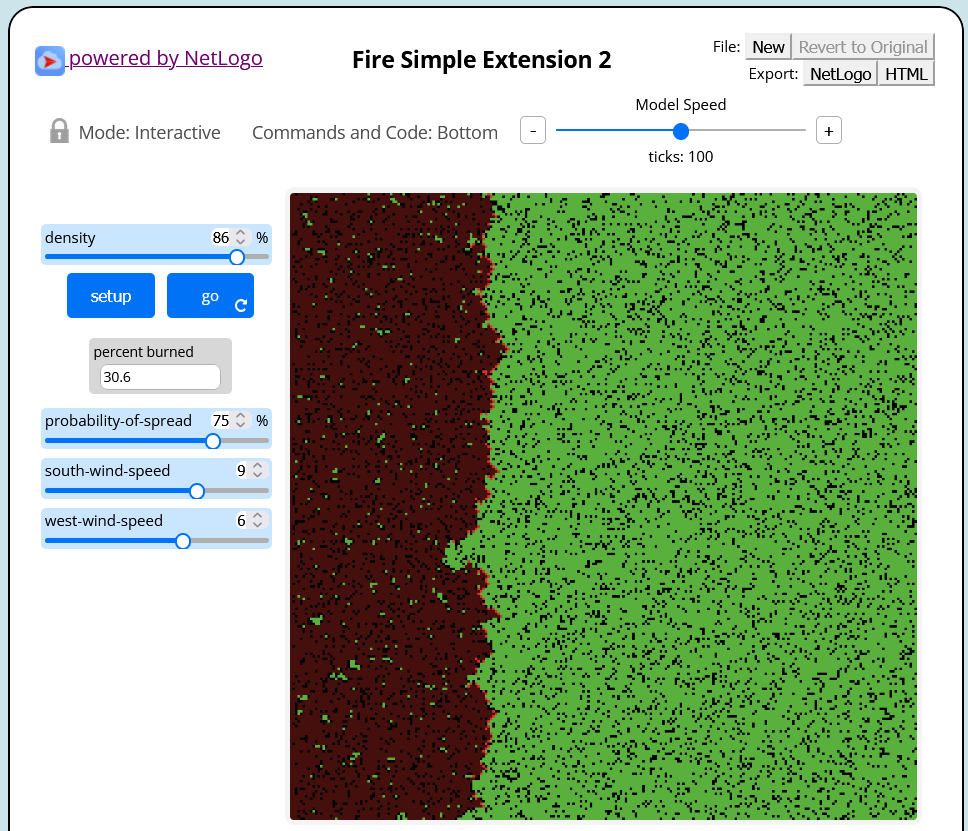 powered by NetLogo
Fire Simple Extension 2
File: New Revert to Original
Export: NetLogo HTML
Mode: Interactive
Commands and Code: Bottom
Model Speed
- +
ticks: 100
density 86 %
setup
go
percent burned
30.6
probability-of-spread 75 %
south-wind-speed 9
west-wind-speed 6